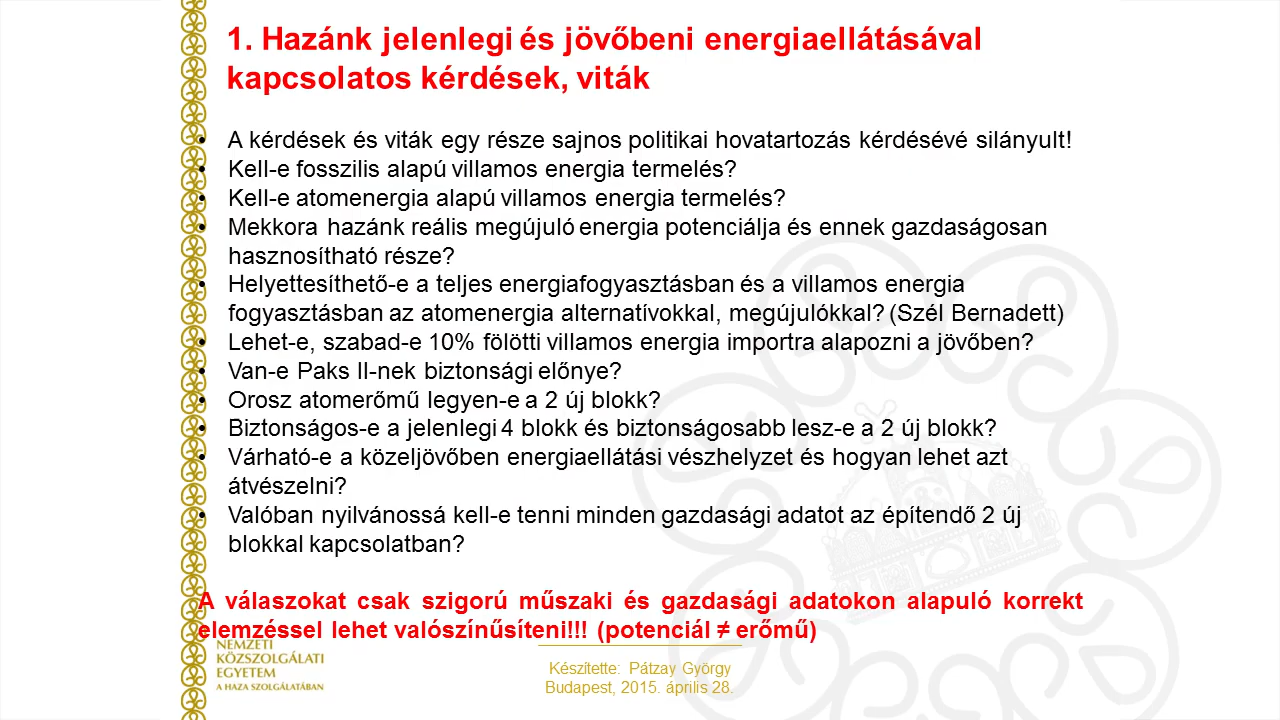 1. Hazánk jelenlegi és jövőbeni energiaellátásával
kapcsolatos kérdések, viták
• A kérdések és viták egy része sajnos politikai hovatartozás kérdésévé silányult!
• Kell-e fosszilis alapú villamos energia termelés?
• Kell-e atomenergia alapú villamos energia termelés?
• Mekkora hazánk reális megújuló energia potenciálja és ennek gazdaságosan
hasznosítható része?
• Helyettesíthető-e a teljes energiafogyasztásban és a villamos energia
fogyasztásban az atomenergia alternatívokkal, megújulókkal? (Szél Bernadett)
• Lehet-e, szabad-e 10% fölötti villamos energia importra alapozni a jövőben?
• Van-e Paks II-nek biztonsági előnye?
• Orosz atomerőmű legyen-e a 2 új blokk?
• Biztonságos-e a jelenlegi 4 blokk és biztonságosabb lesz-e a 2 új blokk?
• Várható-e a közeljövőben energiaellátási vészhelyzet és hogyan lehet azt
átvészelni?
• Valóban nyilvánossá kell-e tenni minden gazdasági adatot az építendő 2 új
blokkal kapcsolatban?
A válaszokat csak szigorú műszaki és gazdasági adatokon alapuló korrekt
elemzéssel lehet valószínűsíteni!!! (potenciál ≠ erőmű)
NEMZETI
KÖZSZOLGÁLATI
EGYETEM
A HAZA SZOLGÁLATÁBAN
Készítette: Pátzay György
Budapest, 2015. április 28.